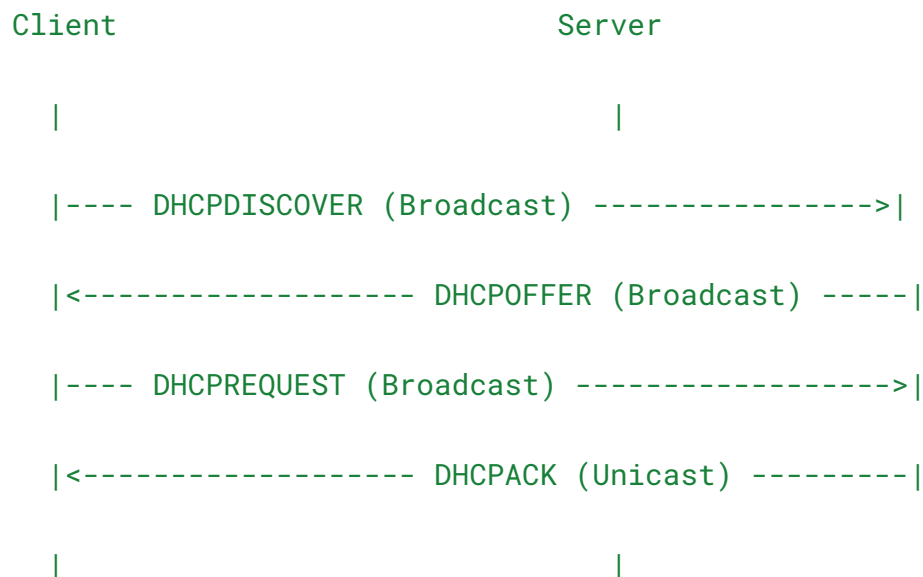 Client                         Server
  |                               |
  |---- DHCPDISCOVER (Broadcast) ---------------->|
  |<------------------- DHCPOFFER (Broadcast) -----|
  |---- DHCPREQUEST (Broadcast) ------------------>|
  |<------------------- DHCPACK (Unicast) ---------|
  |                               |